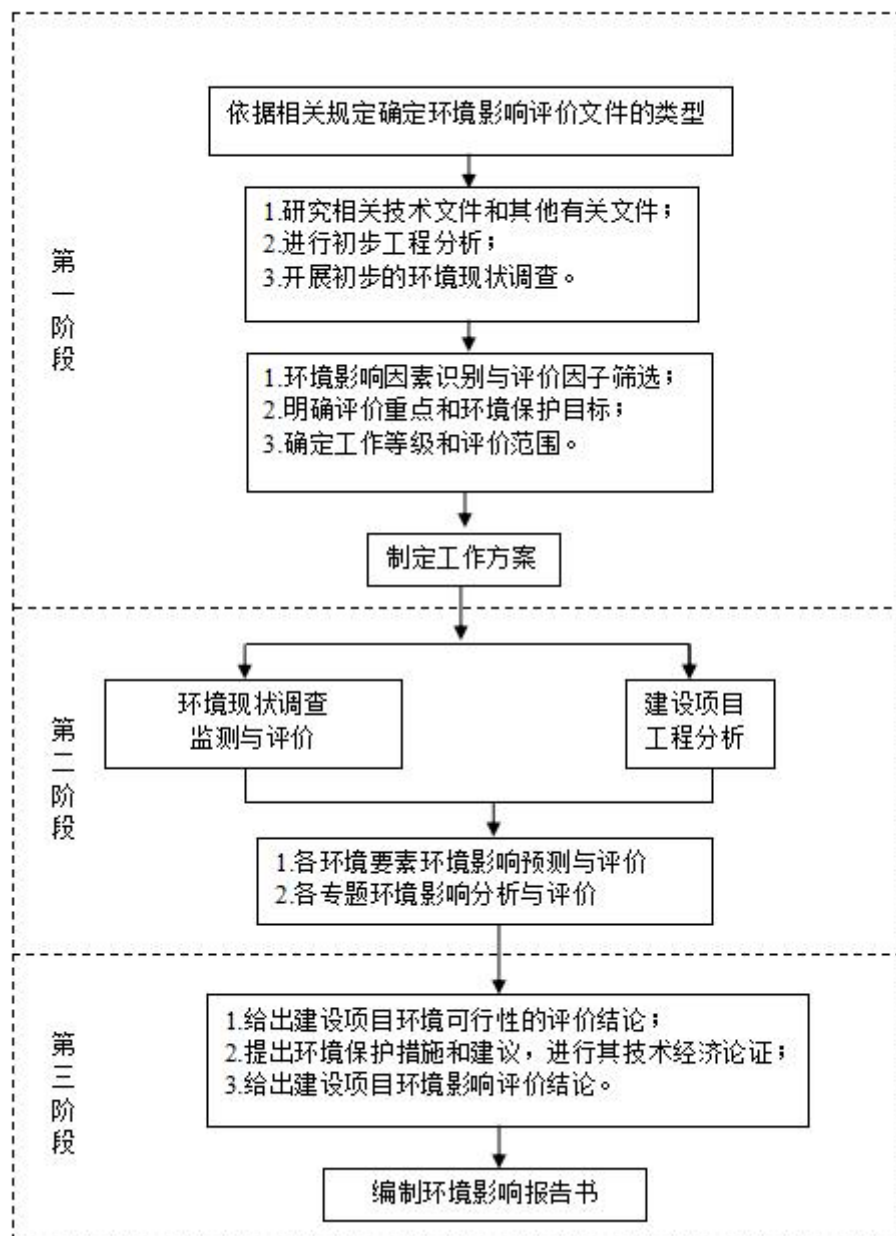 依据相关规定确定环境影响评价文件的类型
1.研究相关技术文件和其他有关文件；
2.进行初步工程分析；
3.开展初步的环境现状调查。
第一阶段
1.环境影响因素识别与评价因子筛选；
2.明确评价重点和环境保护目标；
3.确定工作等级和评价范围。
制定工作方案
第二阶段
环境现状调查
监测与评价
建设项目
工程分析
1.各环境要素环境影响预测与评价
2.各专题环境影响分析与评价
第三阶段
1.给出建设项目环境可行性的评价结论；
2.提出环境保护措施和建议，进行其技术经济论证；
3.给出建设项目环境影响评价结论。
编制环境影响报告书